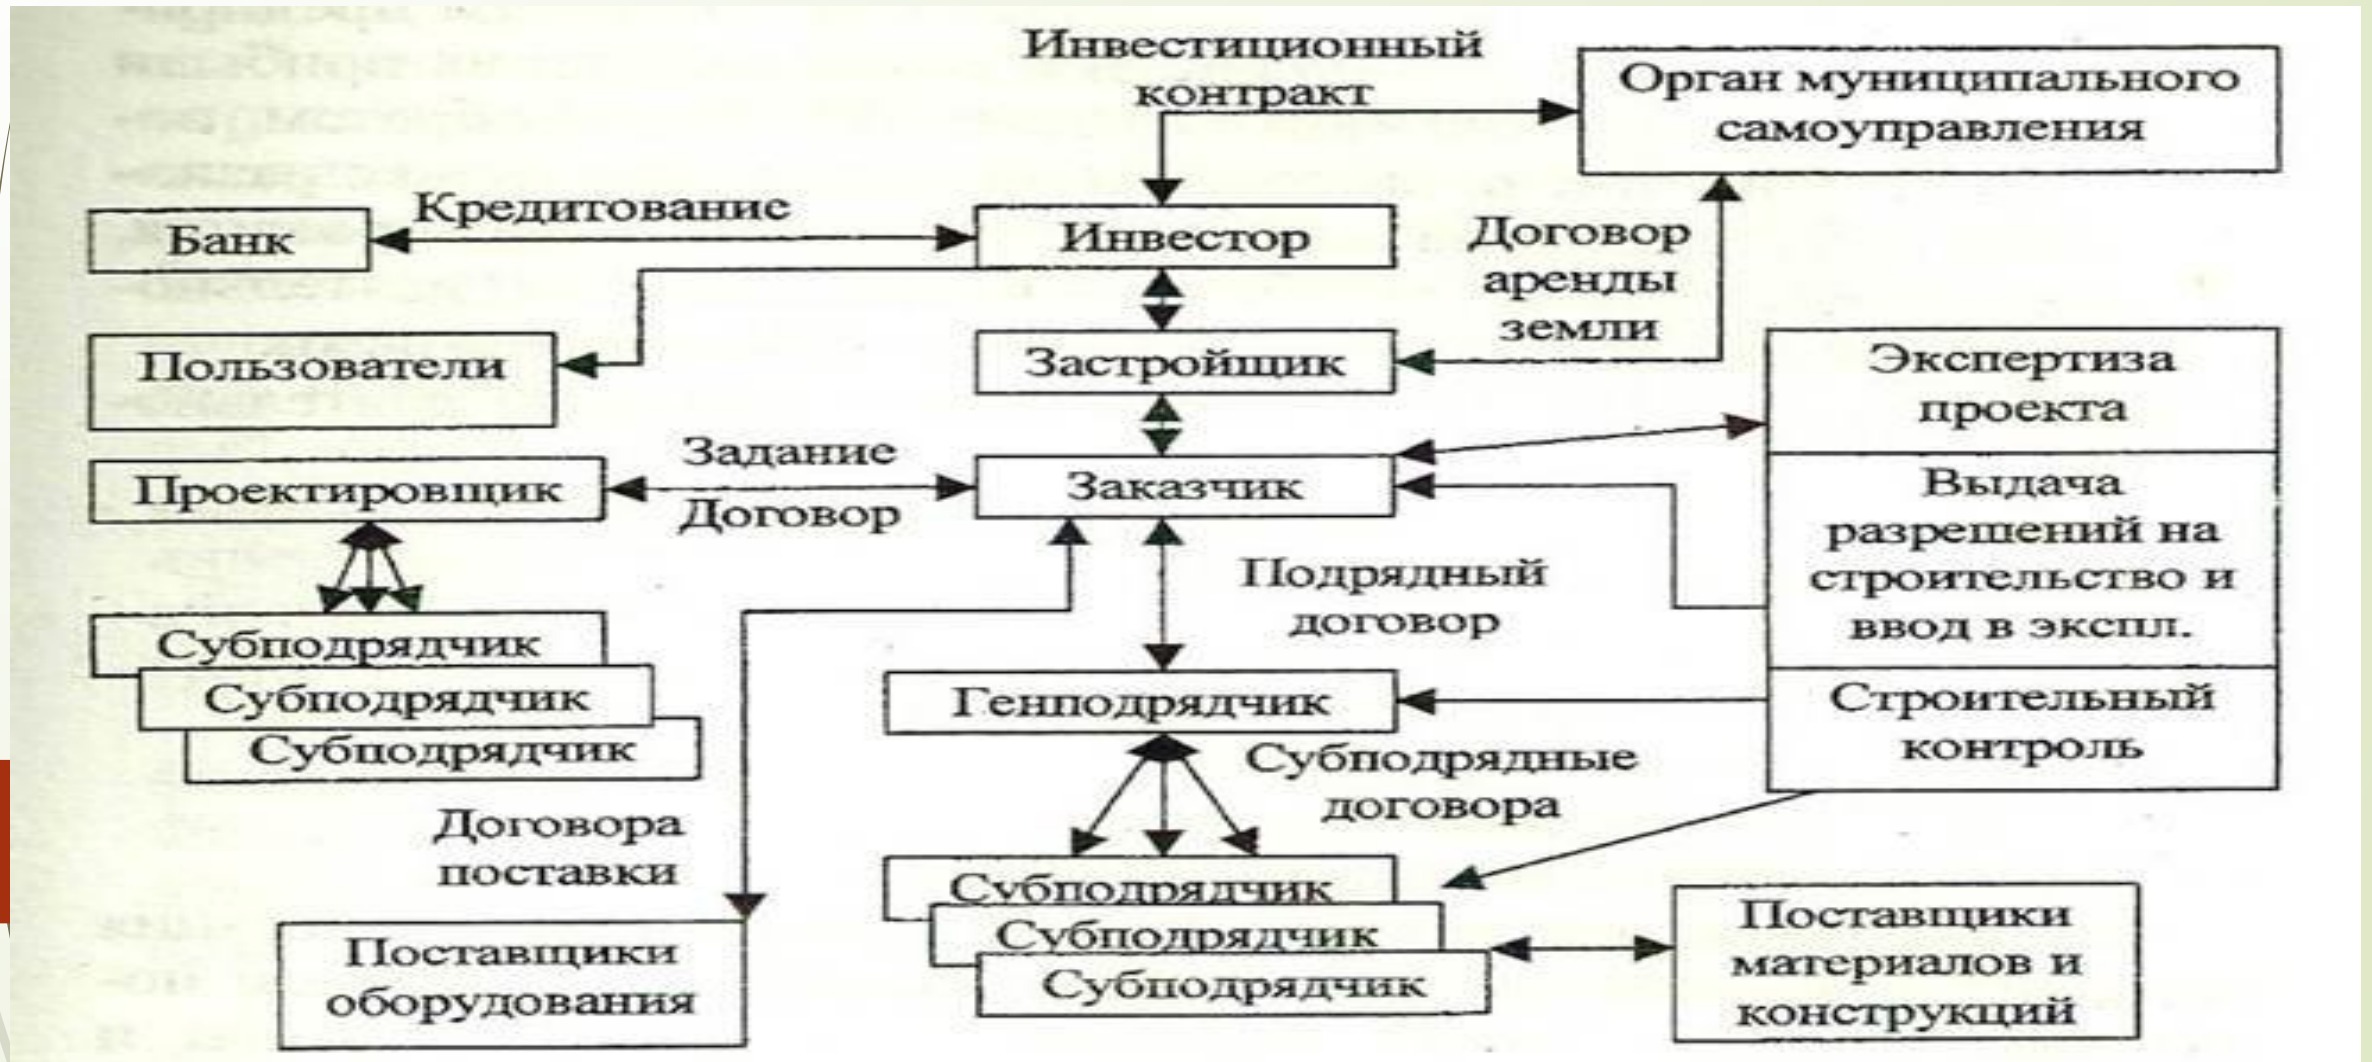 Инвестиционный
контракт
Орган муниципального
самоуправления
Банк
Кредитование
Инвестор
Договор
аренды
земли
Пользователи
Застройщик
Экспертиза
проекта
Проектировщик
Задание
Договор
Заказчик
Выдача
разрешений на
строительство и
ввод в экспл.
Подрядный
договор
Субподрядчик
Субподрядчик
Субподрядчик
Генподрядчик
Строительный
контроль
Субподрядные
договора
Договора
поставки
Субподрядчик
Субподрядчик
Субподрядчик
Поставщики
оборудования
Поставщики
материалов и
конструкций